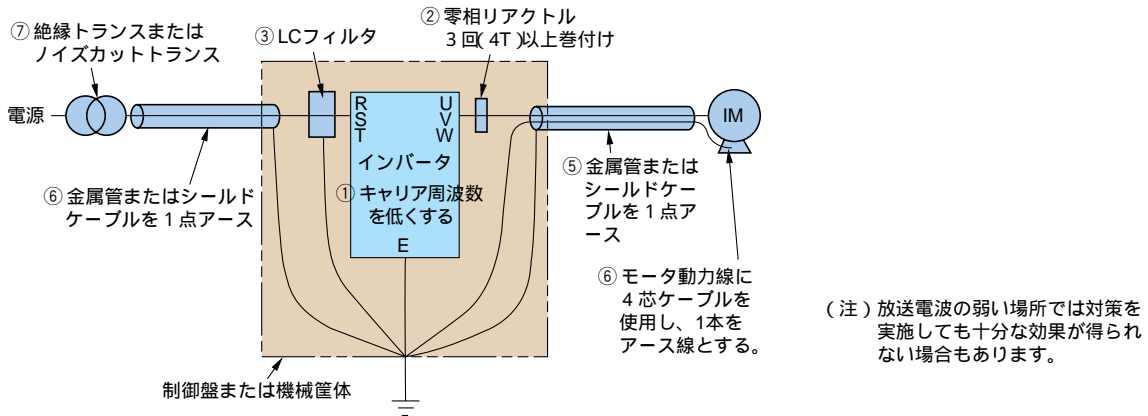 ⑦ 絶縁トランスまたは
ノイズカットトランス
③ LCフィルタ
② 零相リアクトル
3回(4T)以上巻付け
電源
R
S
T
U
V
W
IM
インバータ
① キャリア周波数
を低くする
E
⑥ 金属管またはシールド
ケーブルを1点アース
⑤ 金属管または
シールドケー
ブルを1点ア
ース
⑥ モータ動力線に
4芯ケーブルを
使用し、1本を
アース線とする。
(注)放送電波の弱い場所では対策を
実施しても十分な効果が得られ
ない場合もあります。
制御盤または機械筐体